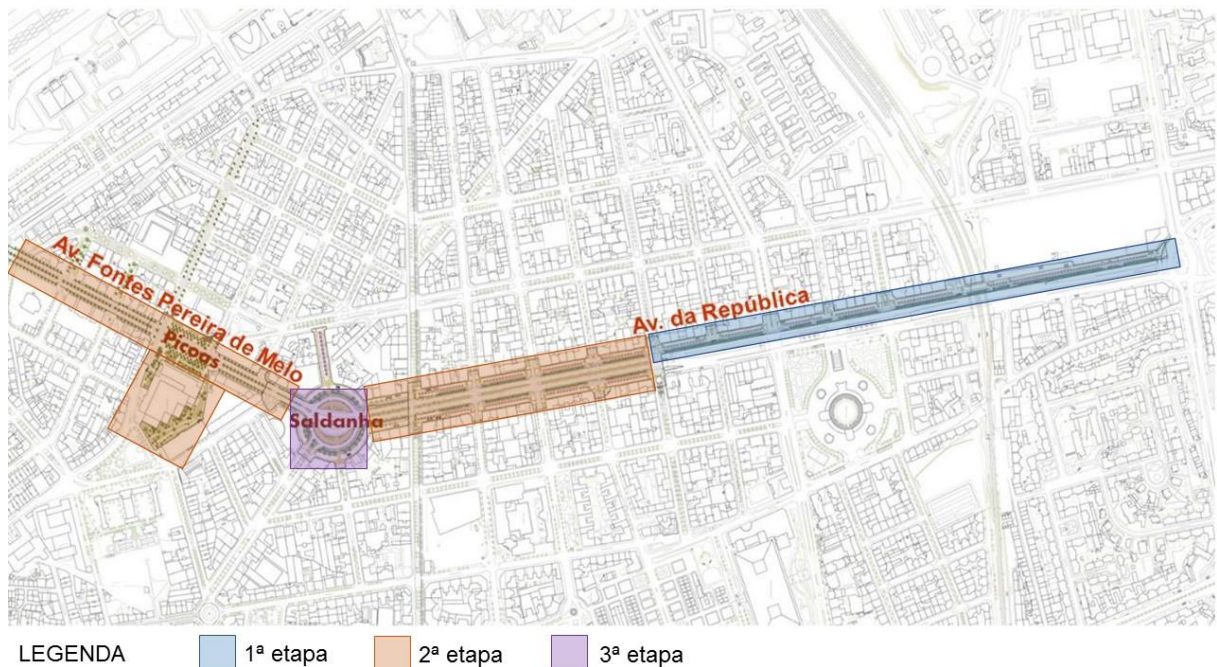 Av. Fontes Pereira de Melo
Picoas
Saldanha
Av. da República
LEGENDA
1ª etapa
2ª etapa
3ª etapa